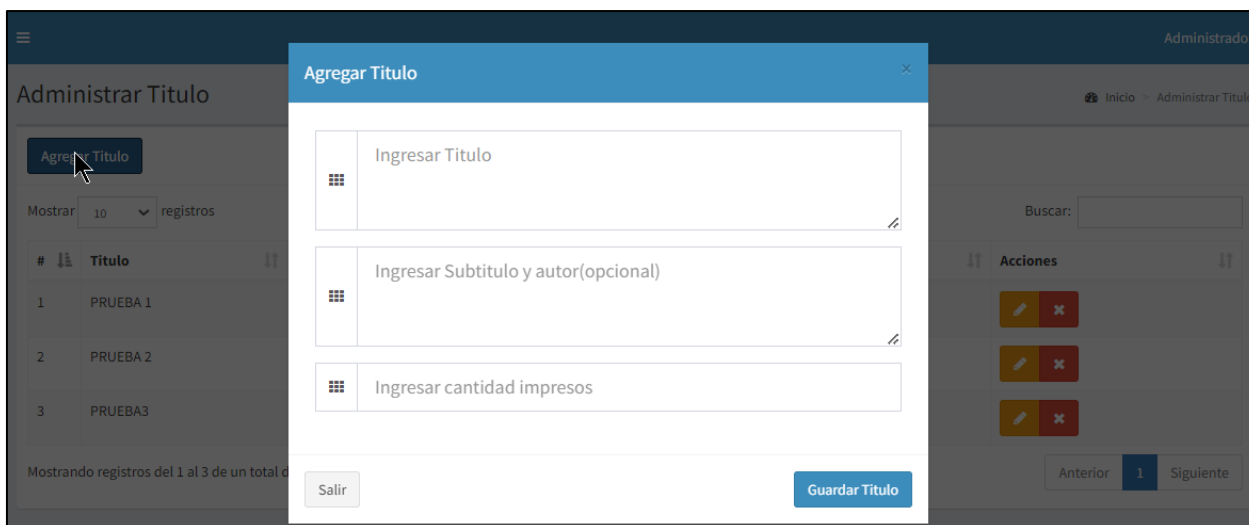 Administrado
Agregar Titulo ×
Administrar Titulo
Inicio > Administrar Titulo
Agregar Titulo
Ingresar Titulo
Mostrar 10 registros
Buscar:
Ingresar Subtitulo y autor(opcional)
# Titulo Acciones
1 PRUEBA 1
2 PRUEBA 2
Ingresar cantidad impresos
3 PRUEBA3
Mostrando registros del 1 al 3 de un total d
Anterior 1 Siguiente
Salir Guardar Titulo